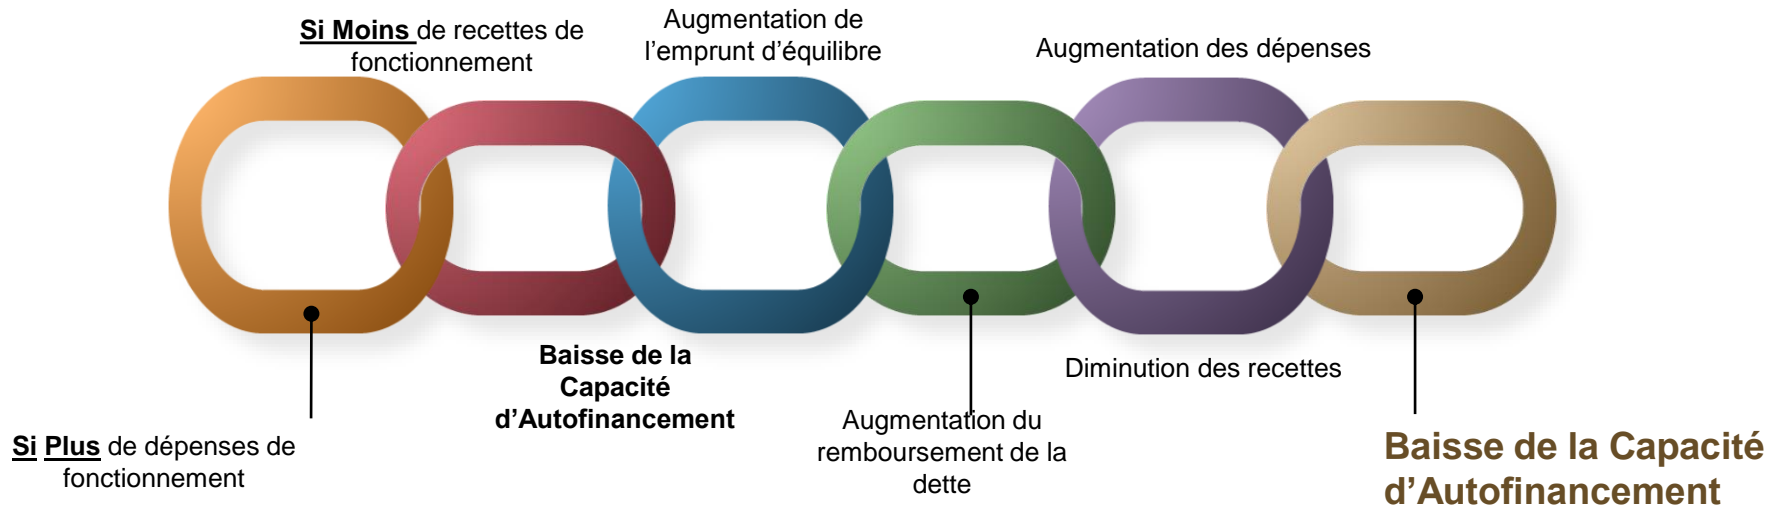 Si Moins de recettes de
fonctionnement
Augmentation de
l’emprunt d’équilibre
Augmentation des dépenses
Baisse de la
Capacité
d’Autofinancement
Diminution des recettes
Si Plus de dépenses de
fonctionnement
Augmentation du
remboursement de la
dette
Baisse de la Capacité
d’Autofinancement